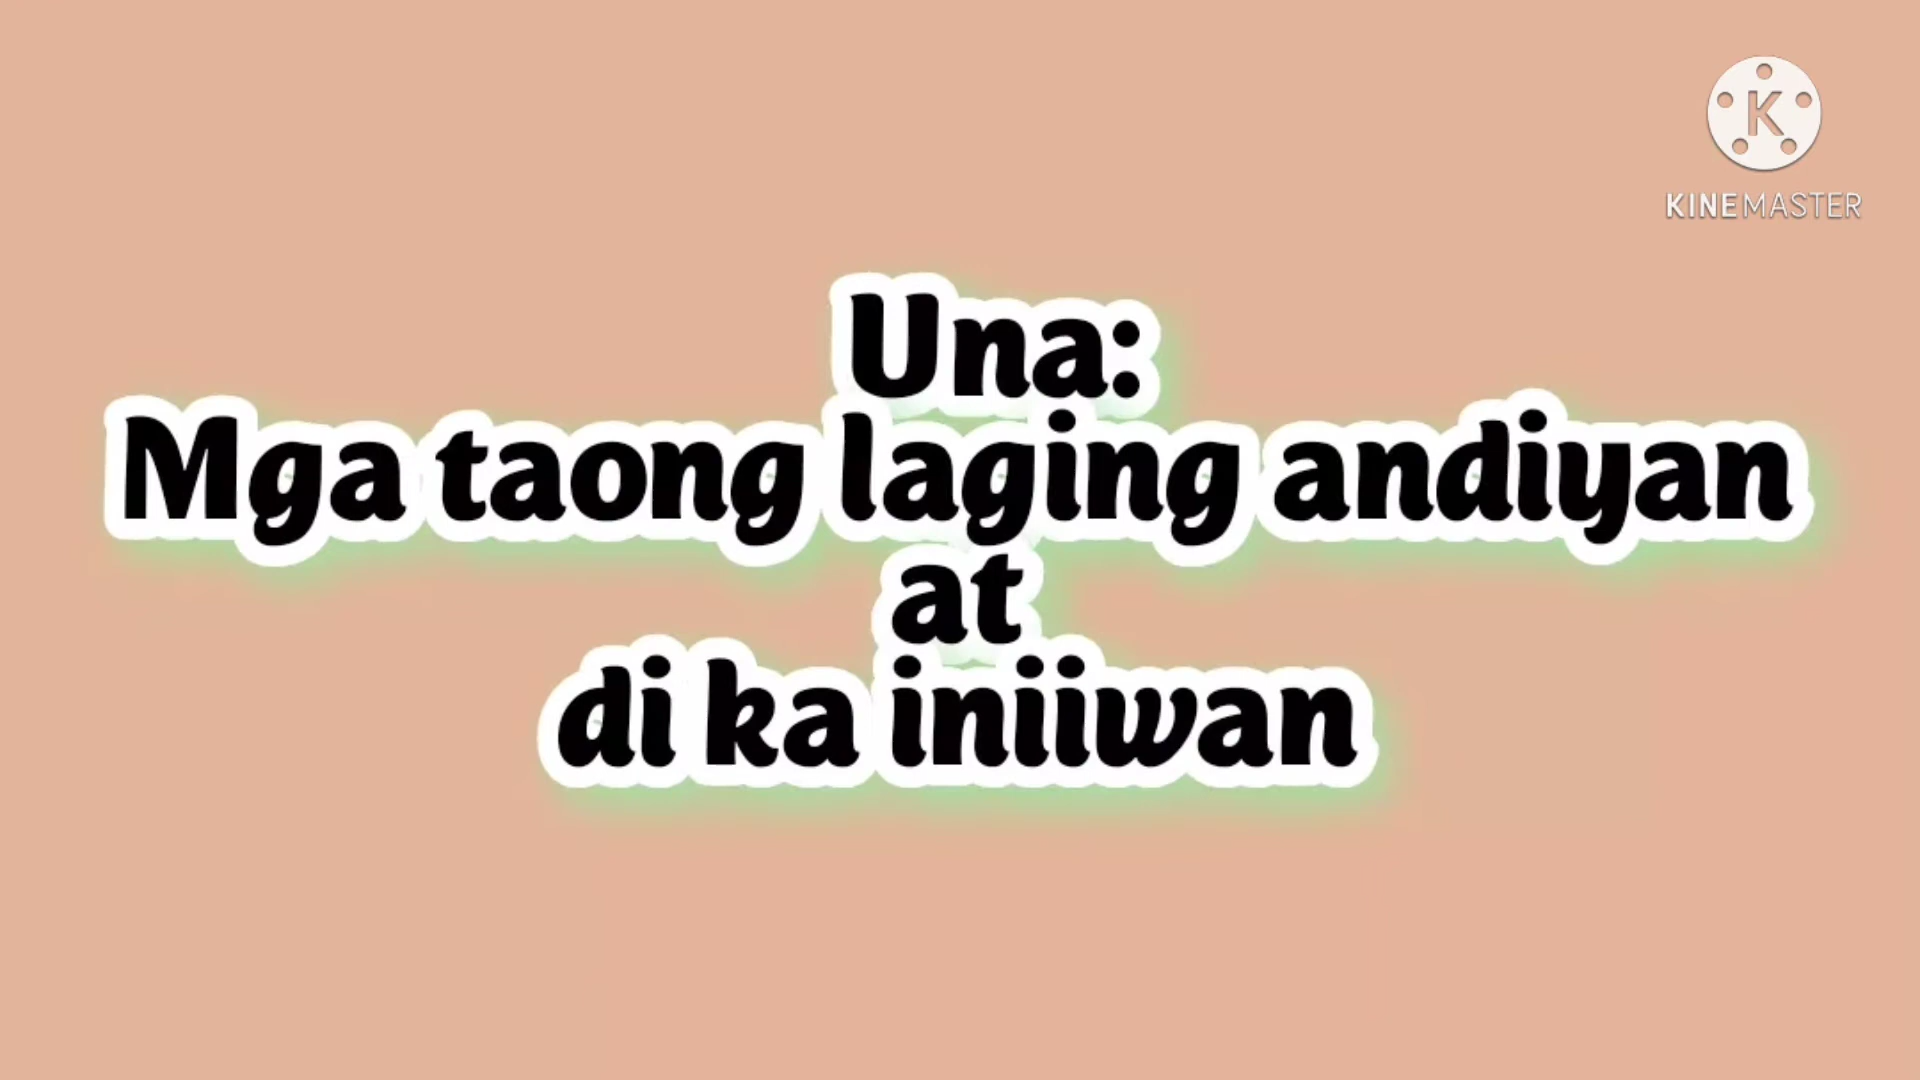 K
KINEMASTER
Una:
Mga taong laging andiyan
at
di ka iniiwan